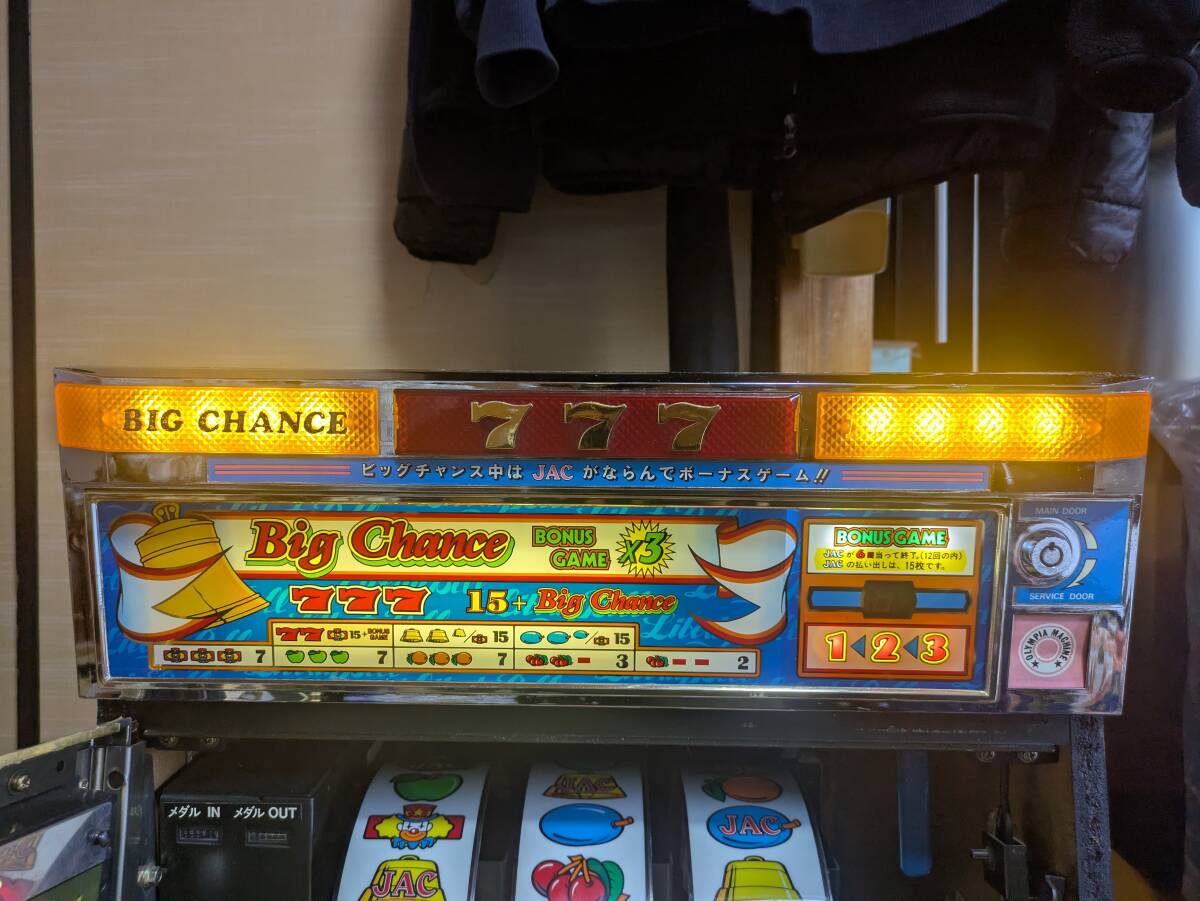 BIG CHANCE
777
ビッグチャンス中は JAC がならんでボーナスゲーム!!
MAIN DOOR
SERVICE DOOR
OLYMPIA MACHINE
Big Chance BONUS GAME x3
777 15+ Big Chance
77 15+BONUS GAME
15
15
7
7
7
3
2
BONUS GAME
JACが6回当って終了。(12回の内)
JACの払い出しは、15枚です。
1 2 3
メダル IN メダル OUT
JAC
JAC
JAC